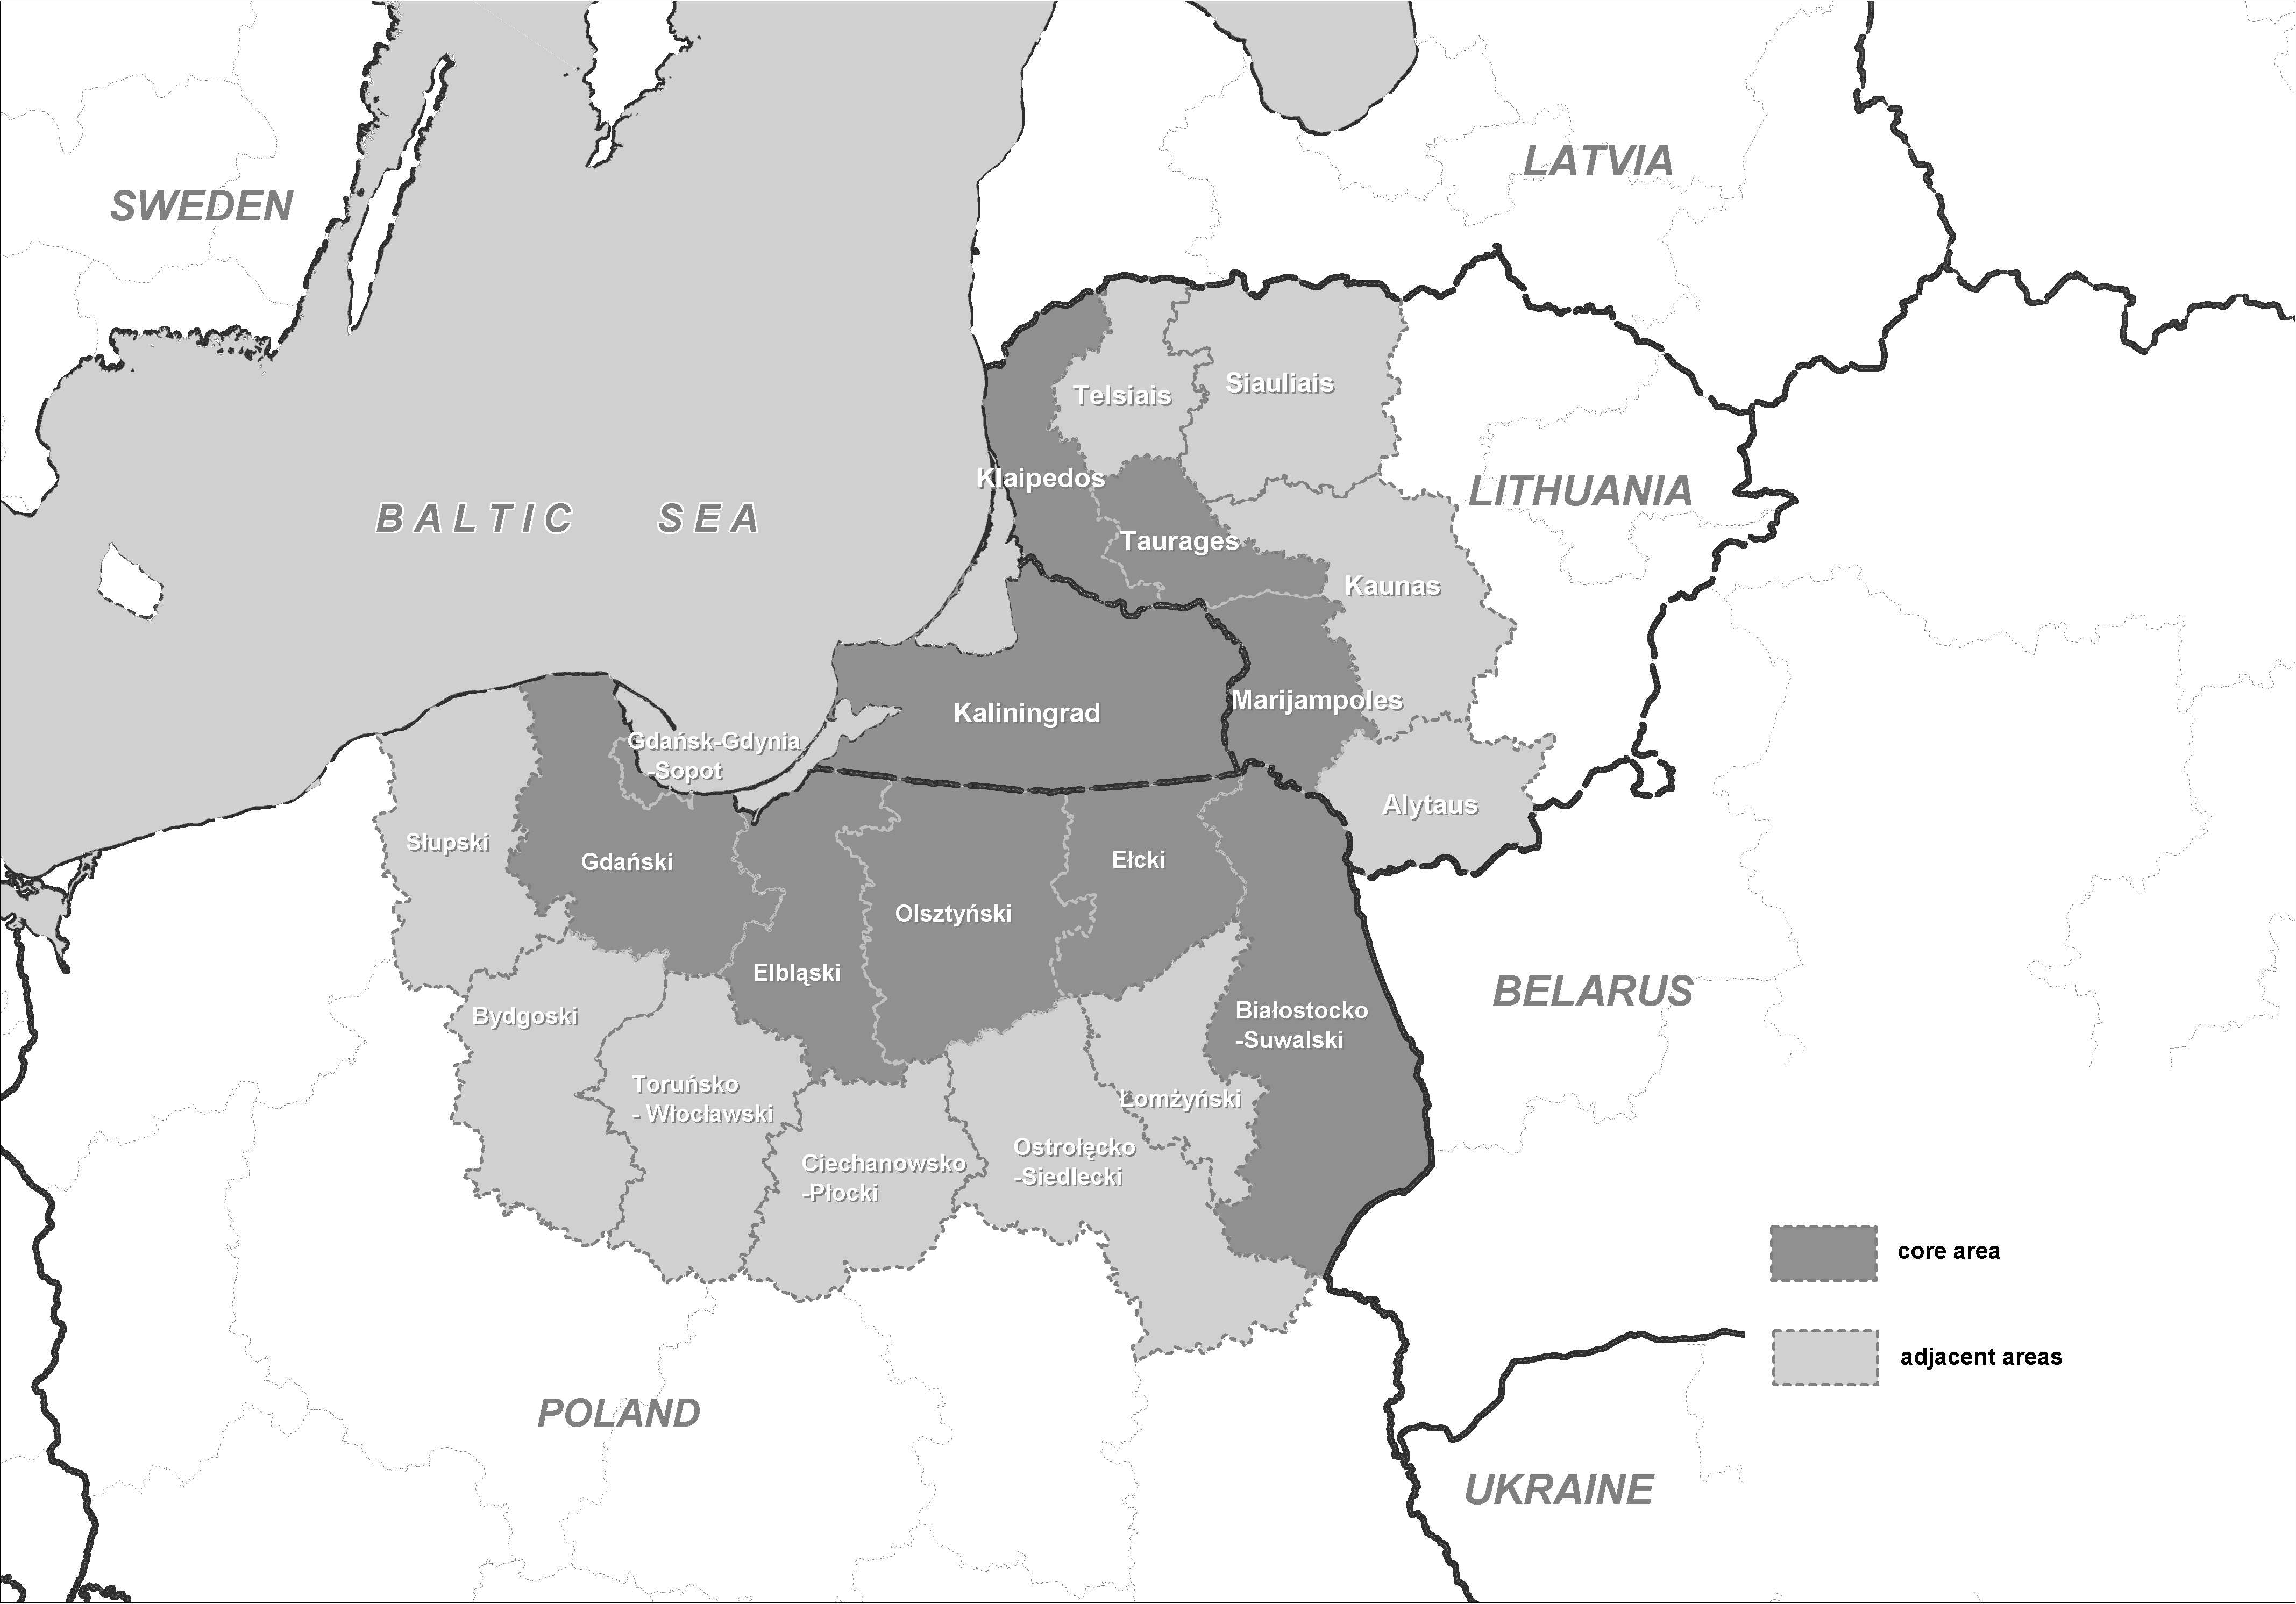 LATVIA
SWEDEN
Telsiais
Siauliais
Klaipedos
LITHUANIA
BALTIC SEA
Taurages
Kaunas
Marijampoles
Kaliningrad
Gdańsk-Gdynia
-Sopot
Alytaus
Słupski
Gdański
Ełcki
Olsztyński
Elbląski
BELARUS
Bydgoski
Białostocko
-Suwalski
Toruńsko
- Włocławski
Łomżyński
Ostrołęcko
-Siedlecki
Ciechanowsko
-Płocki
core area
adjacent areas
POLAND
UKRAINE